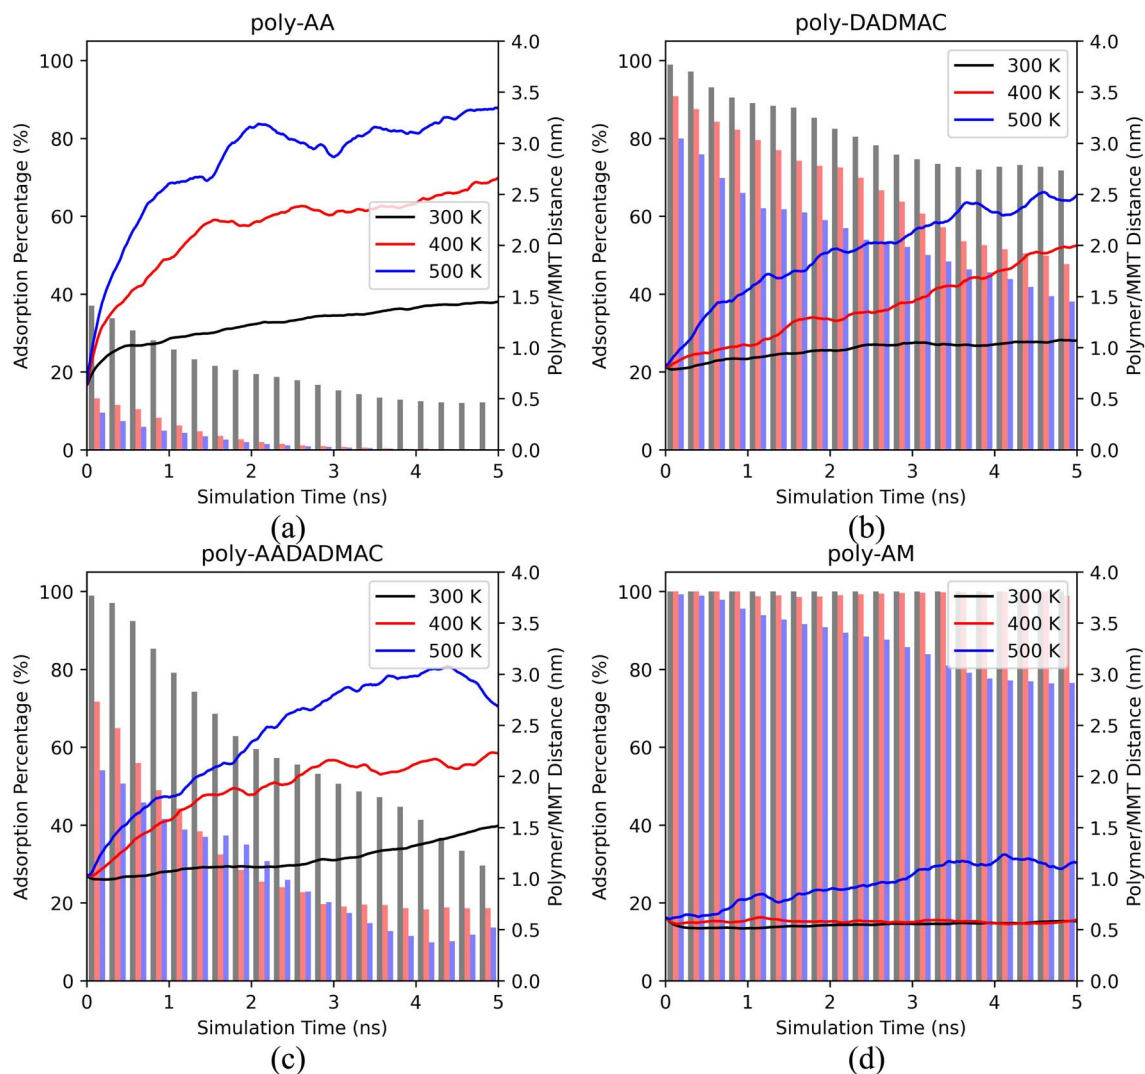 poly-AA
Adsorption Percentage (%)
100
80
60
40
20
0
4.0
3.5
3.0
2.5
2.0
1.5
1.0
0.5
0.0
Polymer/MMT Distance (nm)
300 K
400 K
500 K
0 1 2 3 4 5
Simulation Time (ns)
(a)
poly-DADMAC
Adsorption Percentage (%)
100
80
60
40
20
0
4.0
3.5
3.0
2.5
2.0
1.5
1.0
0.5
0.0
Polymer/MMT Distance (nm)
300 K
400 K
500 K
0 1 2 3 4 5
Simulation Time (ns)
(b)
poly-AADADMAC
Adsorption Percentage (%)
100
80
60
40
20
0
4.0
3.5
3.0
2.5
2.0
1.5
1.0
0.5
0.0
Polymer/MMT Distance (nm)
300 K
400 K
500 K
0 1 2 3 4 5
Simulation Time (ns)
(c)
poly-AM
Adsorption Percentage (%)
100
80
60
40
20
0
4.0
3.5
3.0
2.5
2.0
1.5
1.0
0.5
0.0
Polymer/MMT Distance (nm)
300 K
400 K
500 K
0 1 2 3 4 5
Simulation Time (ns)
(d)